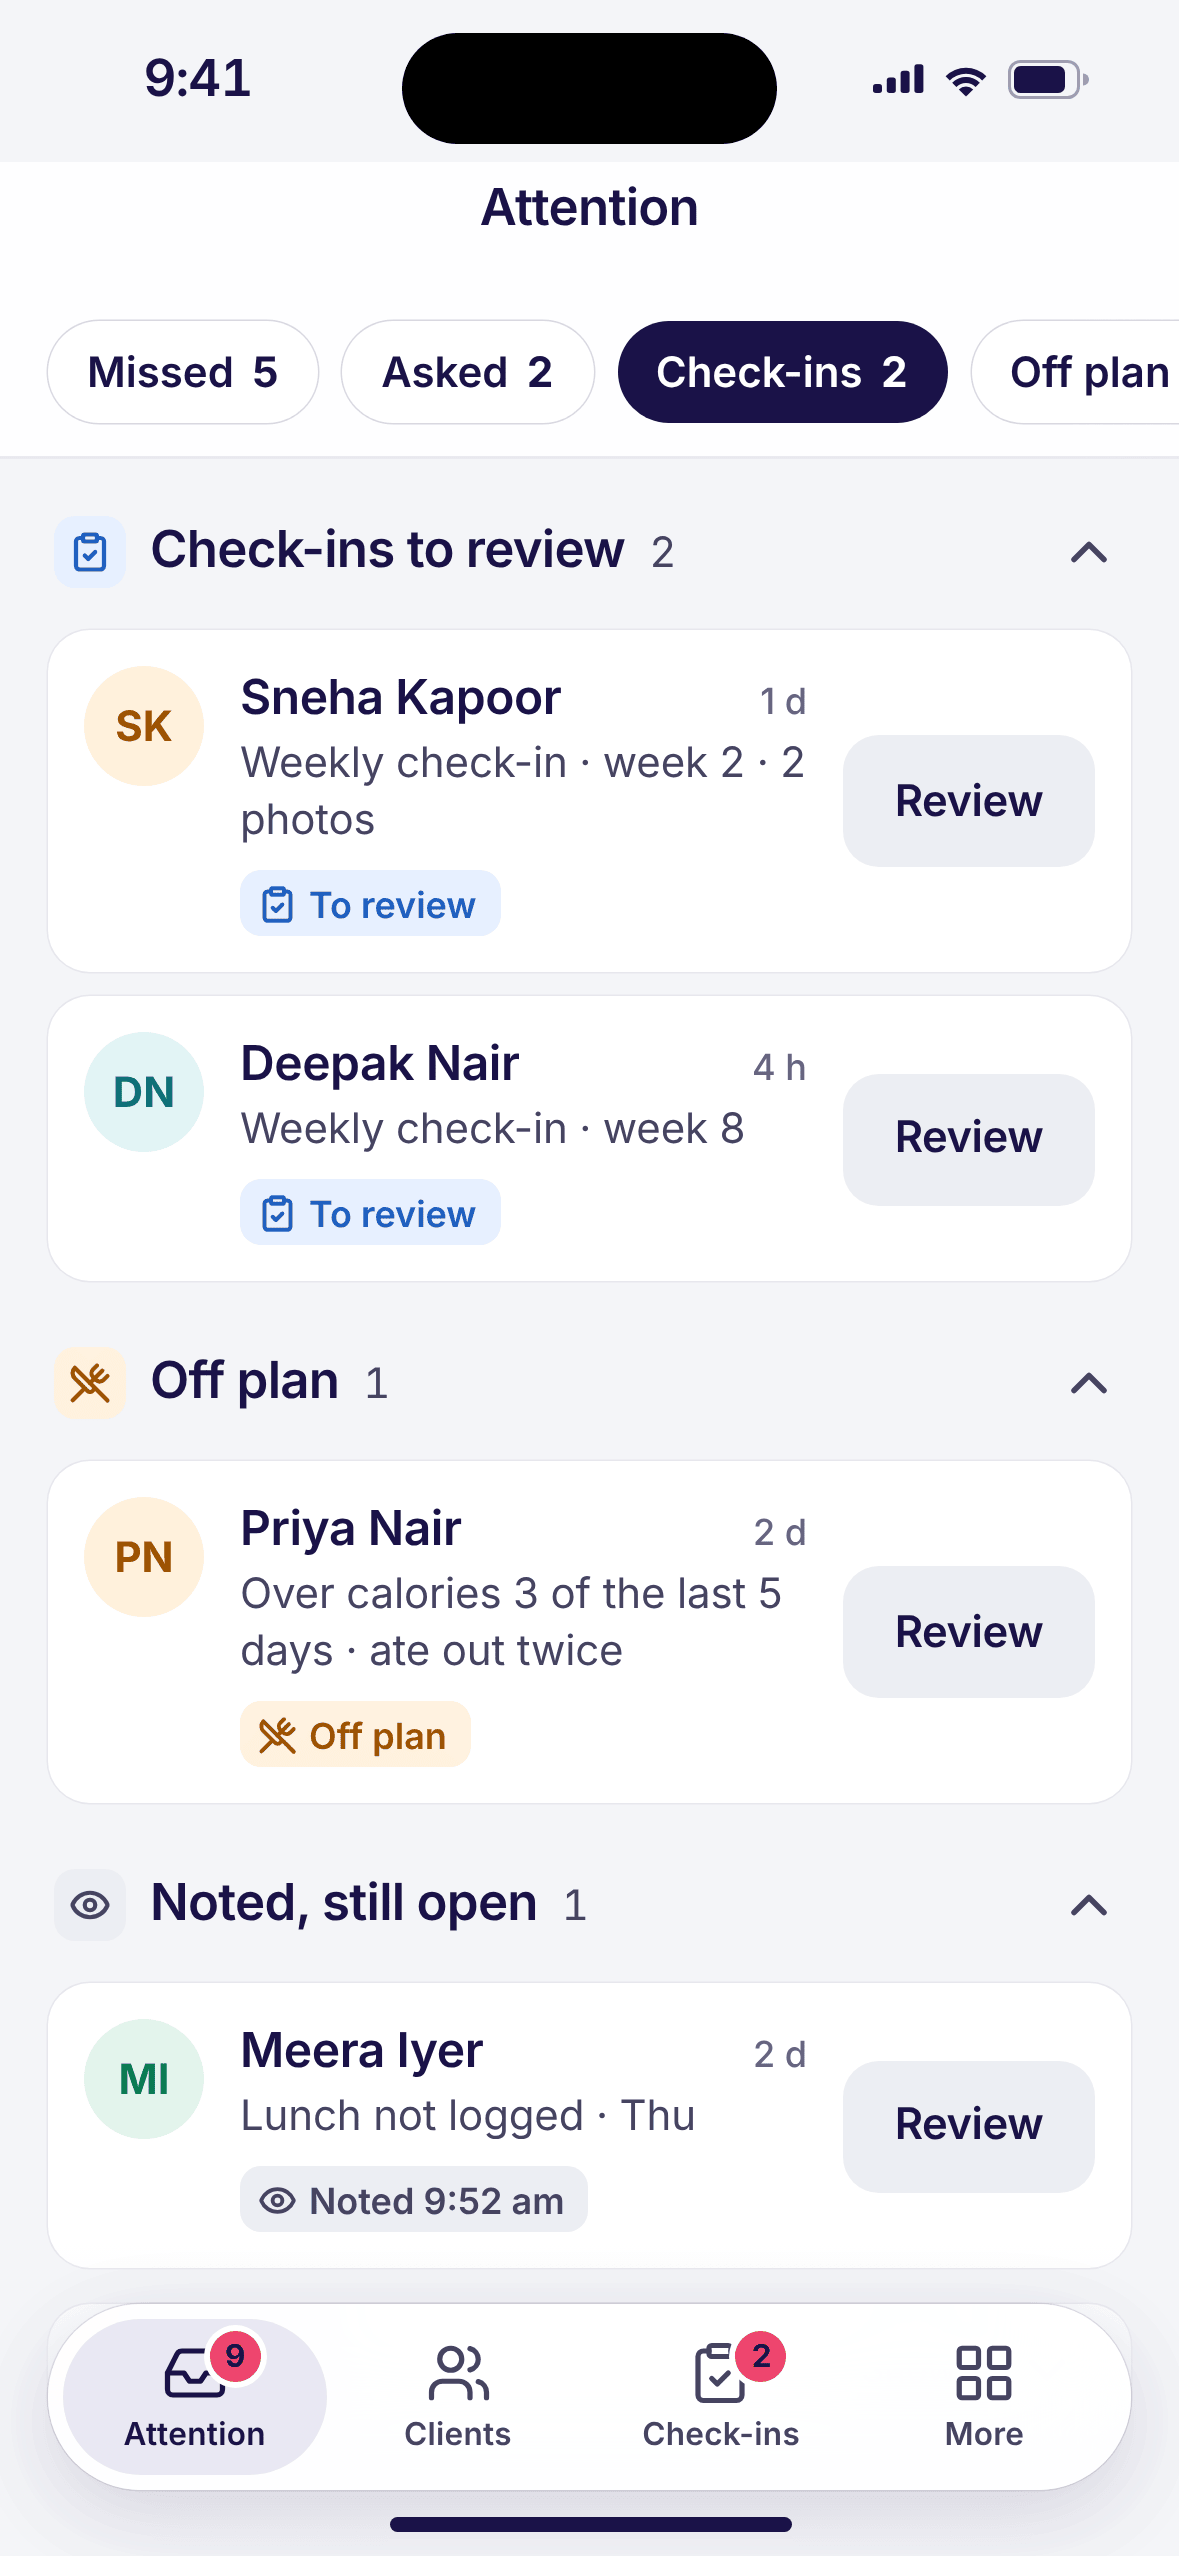 9:41
Attention
Missed 5
Asked 2
Check-ins 2
Off plan
Check-ins to review 2
SK
Sneha Kapoor
1 d
Weekly check-in · week 2 · 2
photos
To review
Review
DN
Deepak Nair
4 h
Weekly check-in · week 8
To review
Review
Off plan 1
PN
Priya Nair
2 d
Over calories 3 of the last 5
days · ate out twice
Off plan
Review
Noted, still open 1
MI
Meera Iyer
2 d
Lunch not logged · Thu
Noted 9:52 am
Review
9
Attention
Clients
2
Check-ins
More